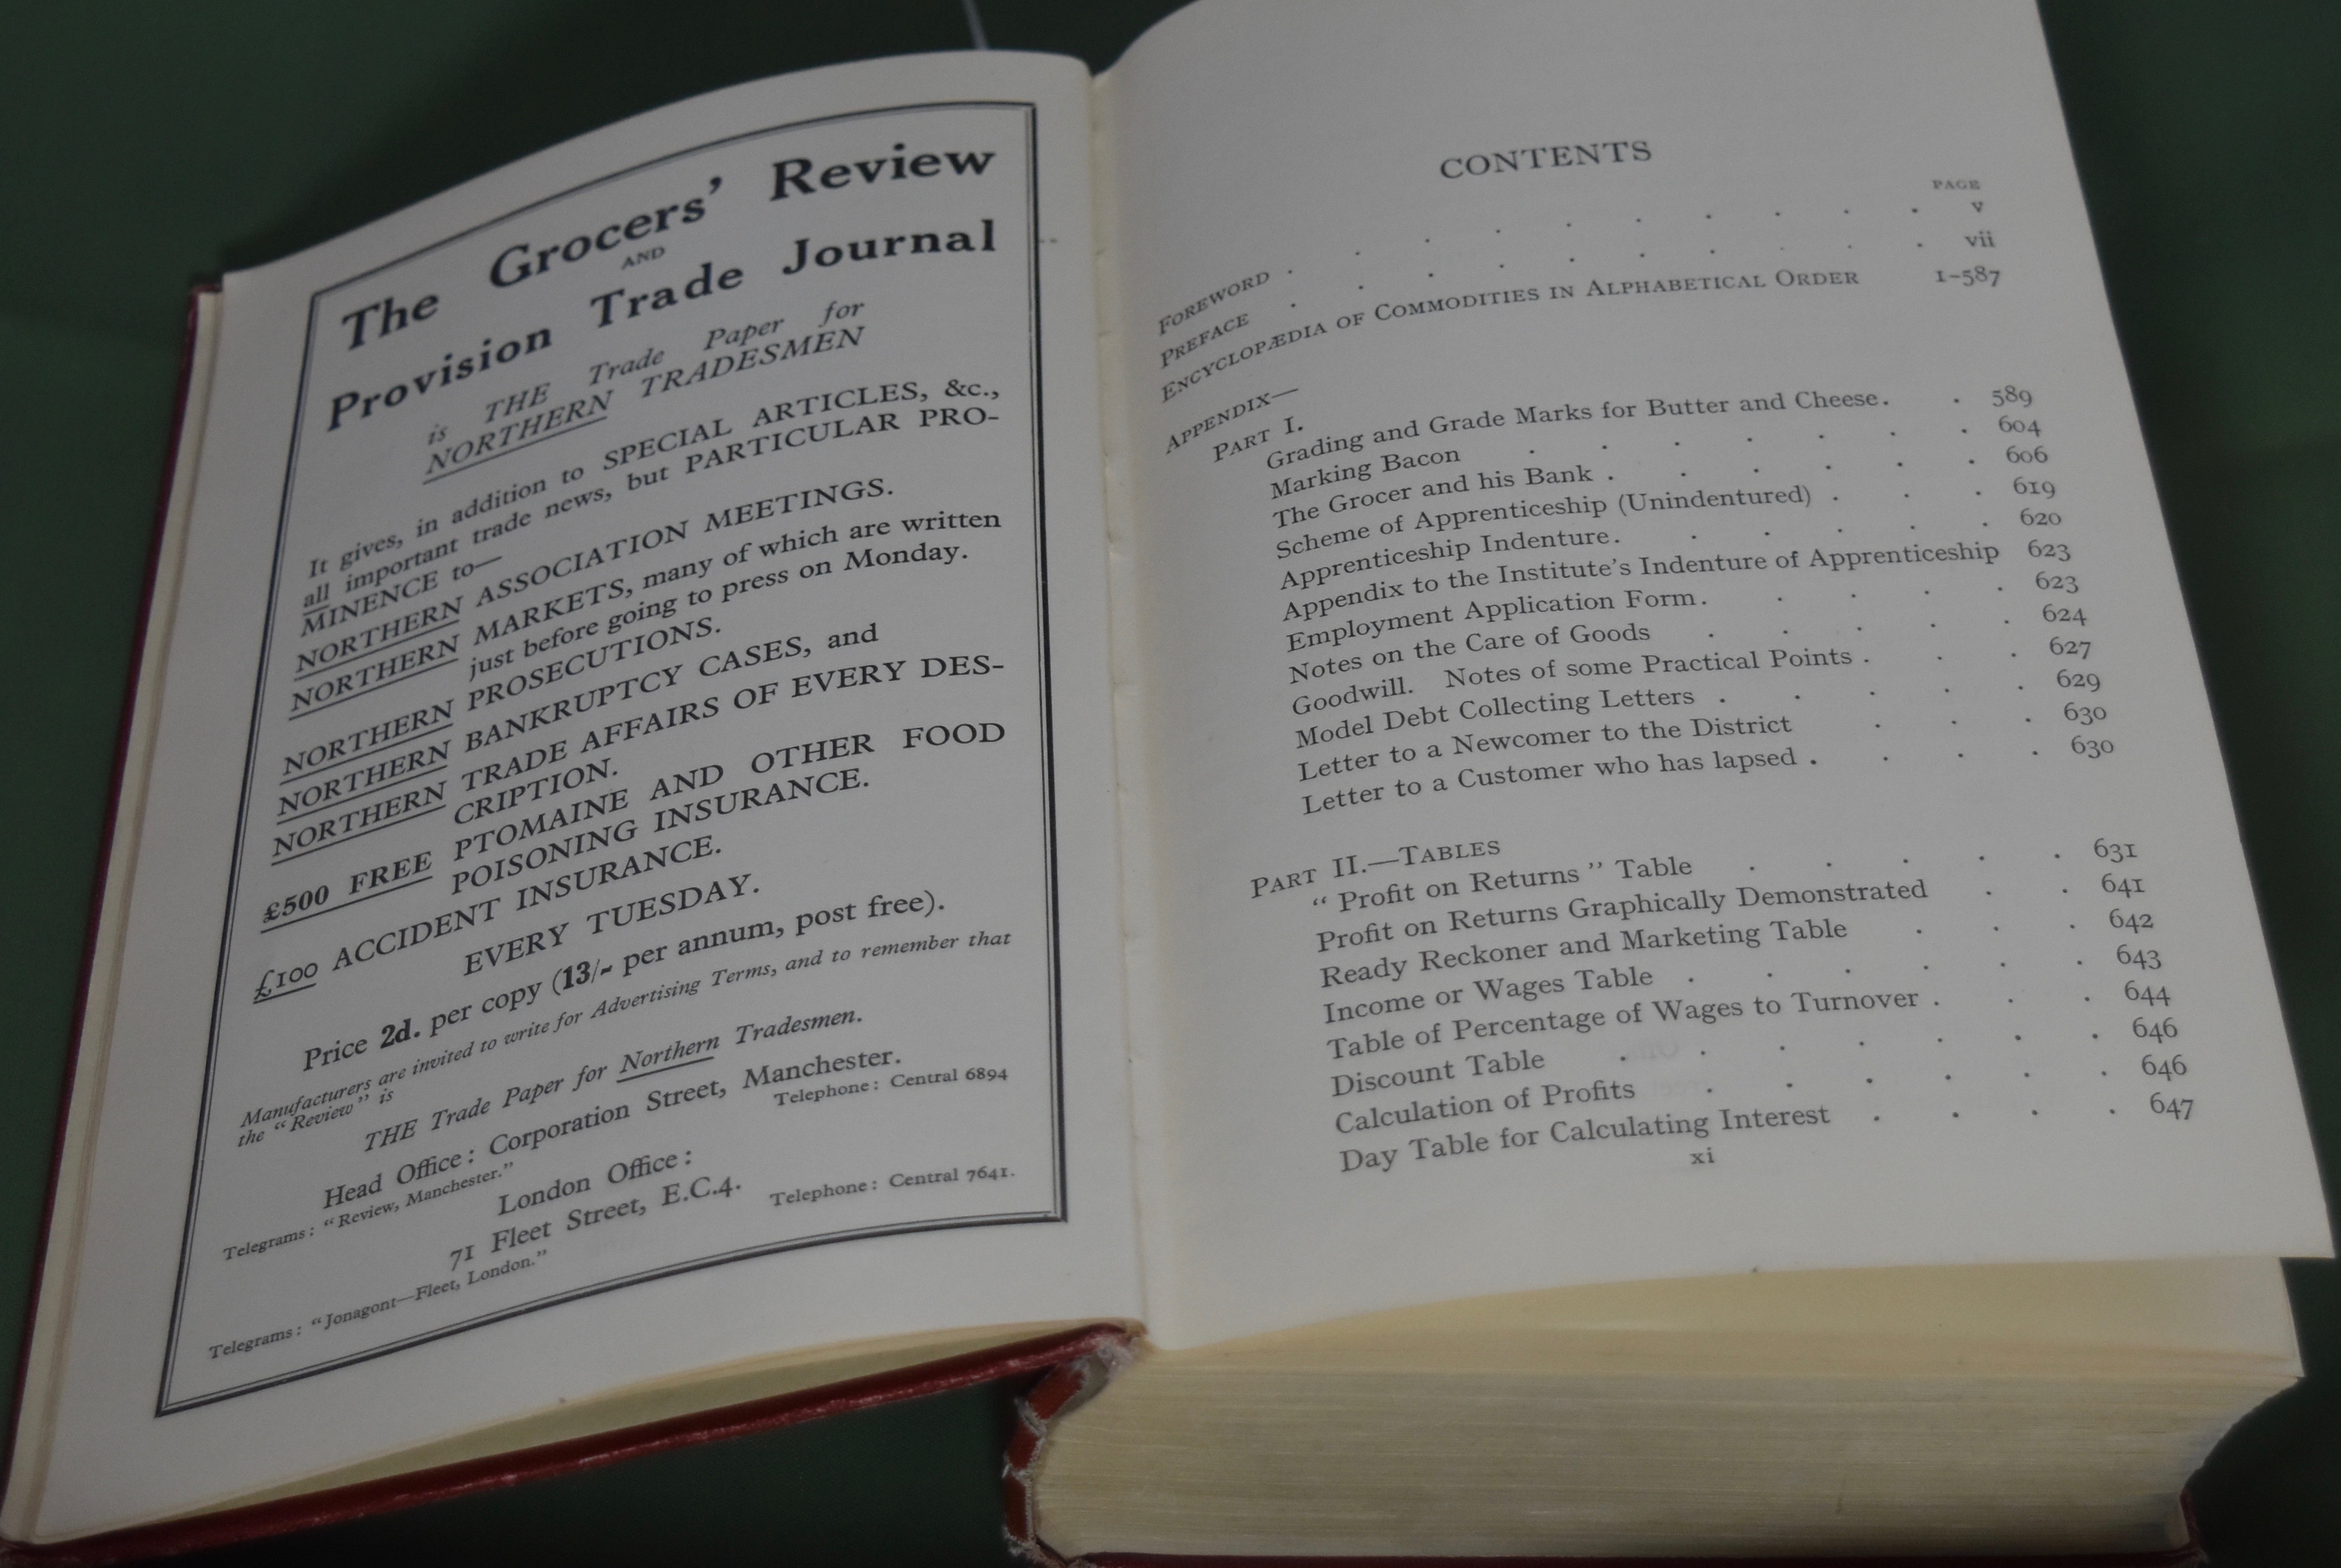 The Grocers' Review
AND
Provision Trade Journal
is THE Trade Paper for
NORTHERN TRADESMEN
It gives, in addition to SPECIAL ARTICLES, &c.,
all important trade news, but PARTICULAR PRO-
MINENCE to—
NORTHERN ASSOCIATION MEETINGS.
NORTHERN MARKETS, many of which are written
just before going to press on Monday.
NORTHERN PROSECUTIONS.
NORTHERN BANKRUPTCY CASES, and
NORTHERN TRADE AFFAIRS OF EVERY DES-
CRIPTION.
£500 FREE PTOMAINE AND OTHER FOOD
POISONING INSURANCE.
£100 ACCIDENT INSURANCE.
EVERY TUESDAY.
Price 2d. per copy (13/- per annum, post free).
Manufacturers are invited to write for Advertising Terms, and to remember that
the "Review" is
THE Trade Paper for Northern Tradesmen.
Head Office: Corporation Street, Manchester.
Telegrams: "Review, Manchester." Telephone: Central 6894
London Office:
71 Fleet Street, E.C.4.
Telegrams: "Jonagont—Fleet, London." Telephone: Central 7641.
CONTENTS
PAGE
FOREWORD . . . . . . . . . . v
PREFACE . . . . . . . . . . vii
ENCYCLOPÆDIA OF COMMODITIES IN ALPHABETICAL ORDER 1-587
APPENDIX—
PART I.
Grading and Grade Marks for Butter and Cheese. . 589
Marking Bacon . . . . . . . 604
The Grocer and his Bank . . . . . . 606
Scheme of Apprenticeship (Unindentured) . . . 619
Apprenticeship Indenture. . . . . . 620
Appendix to the Institute's Indenture of Apprenticeship 623
Employment Application Form. . . . . 623
Notes on the Care of Goods . . . . . 624
Goodwill. Notes of some Practical Points . . . 627
Model Debt Collecting Letters . . . . . 629
Letter to a Newcomer to the District . . . 630
Letter to a Customer who has lapsed . . . . 630
PART II.—TABLES
"Profit on Returns" Table . . . . . 631
Profit on Returns Graphically Demonstrated . . 641
Ready Reckoner and Marketing Table . . . 642
Income or Wages Table . . . . . . 643
Table of Percentage of Wages to Turnover . . . 644
Discount Table . . . . . . . 646
Calculation of Profits . . . . . . 646
Day Table for Calculating Interest . . . . 647
xi